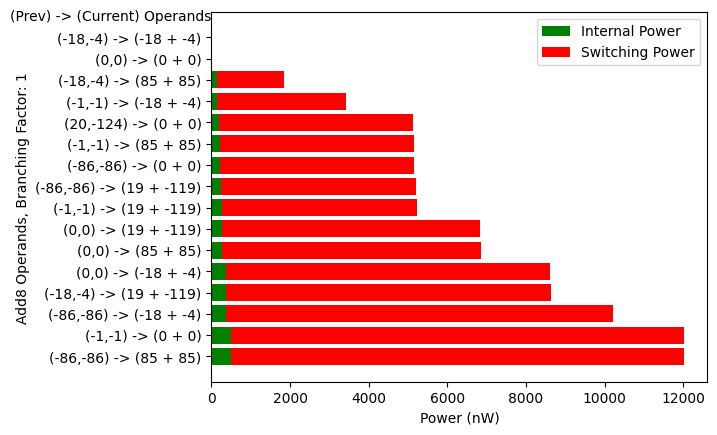 (Prev) -> (Current) Operands
(-18,-4) -> (-18 + -4)
(0,0) -> (0 + 0)
(-18,-4) -> (85 + 85)
(-1,-1) -> (-18 + -4)
(20,-124) -> (0 + 0)
(-1,-1) -> (85 + 85)
(-86,-86) -> (0 + 0)
(-86,-86) -> (19 + -119)
(-1,-1) -> (19 + -119)
(0,0) -> (19 + -119)
(0,0) -> (85 + 85)
(0,0) -> (-18 + -4)
(-18,-4) -> (19 + -119)
(-86,-86) -> (-18 + -4)
(-1,-1) -> (0 + 0)
(-86,-86) -> (85 + 85)
Add8 Operands, Branching Factor: 1
Internal Power
Switching Power
0 2000 4000 6000 8000 10000 12000
Power (nW)